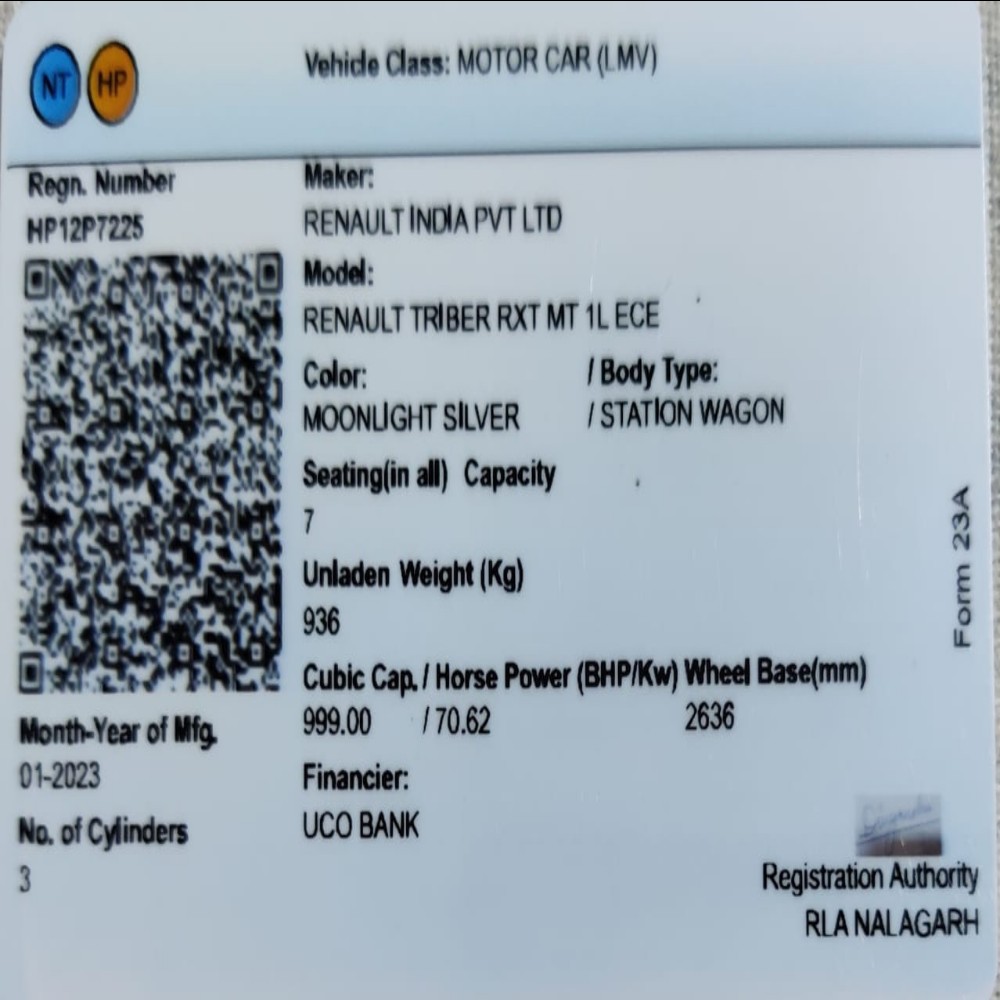 NT HP
Vehicle Class: MOTOR CAR (LMV)
Regn. Number
HP12P7225
Maker:
RENAULT INDIA PVT LTD
Model:
RENAULT TRIBER RXT MT 1L ECE
Color: / Body Type:
MOONLIGHT SILVER / STATION WAGON
Seating(in all) Capacity
7
Unladen Weight (Kg)
936
Cubic Cap. / Horse Power (BHP/Kw) Wheel Base(mm)
999.00 / 70.62 2636
Month-Year of Mfg.
01-2023
No. of Cylinders
3
Financier:
UCO BANK
Form 23A
Registration Authority
RLA NALAGARH